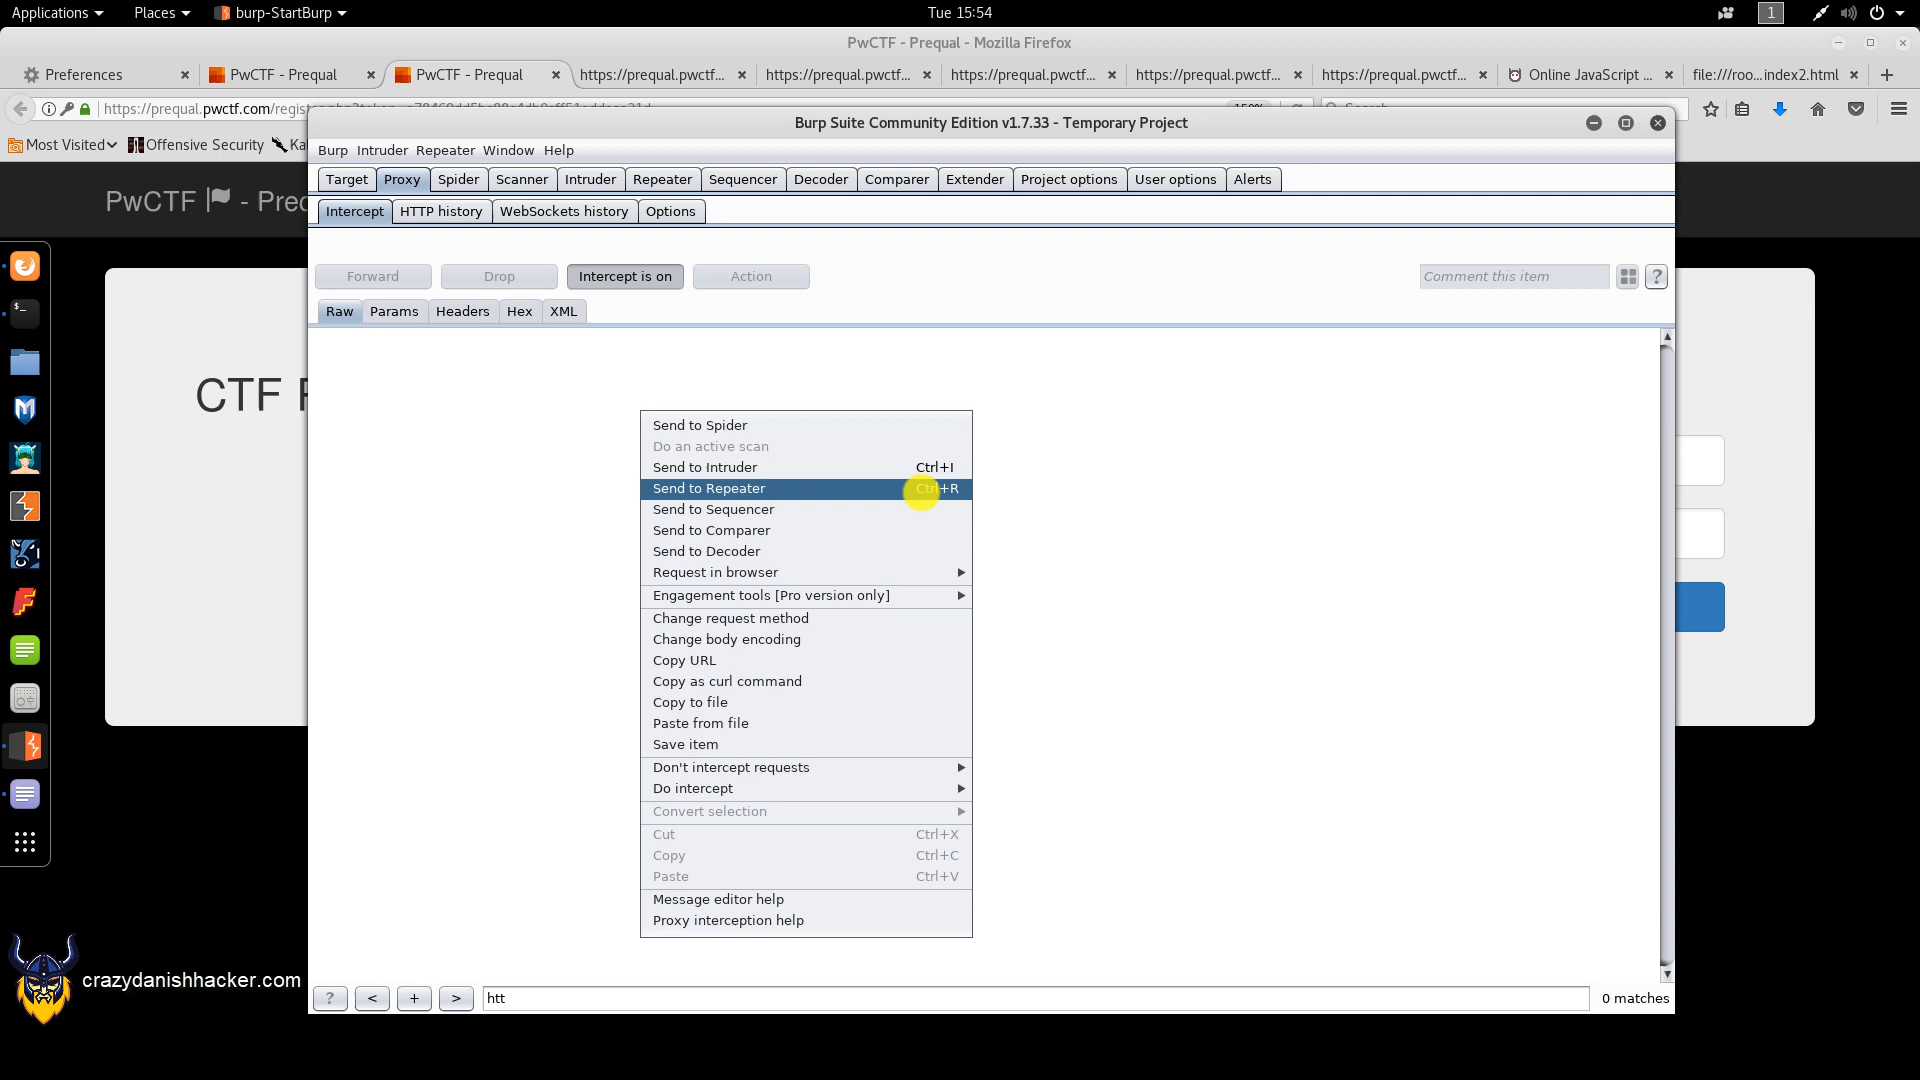 Applications Places burp-StartBurp Tue 15:54 1
PwCTF - Prequal - Mozilla Firefox
Preferences PwCTF - Prequal PwCTF - Prequal https://prequal.pwctf... https://prequal.pwctf... https://prequal.pwctf... https://prequal.pwctf... https://prequal.pwctf... Online JavaScript ... file:///roo...index2.html
https://prequal.pwctf.com/regist
Burp Suite Community Edition v1.7.33 - Temporary Project
Most Visited Offensive Security Ka
Burp Intruder Repeater Window Help
Target Proxy Spider Scanner Intruder Repeater Sequencer Decoder Comparer Extender Project options User options Alerts
PwCTF - Preq
Intercept HTTP history WebSockets history Options
Forward Drop Intercept is on Action Comment this item ?
Raw Params Headers Hex XML
CTF
Send to Spider
Do an active scan
Send to Intruder Ctrl+I
Send to Repeater Ctrl+R
Send to Sequencer
Send to Comparer
Send to Decoder
Request in browser
Engagement tools [Pro version only]
Change request method
Change body encoding
Copy URL
Copy as curl command
Copy to file
Paste from file
Save item
Don't intercept requests
Do intercept
Convert selection
Cut Ctrl+X
Copy Ctrl+C
Paste Ctrl+V
Message editor help
Proxy interception help
crazydanishhacker.com
? < + > htt 0 matches